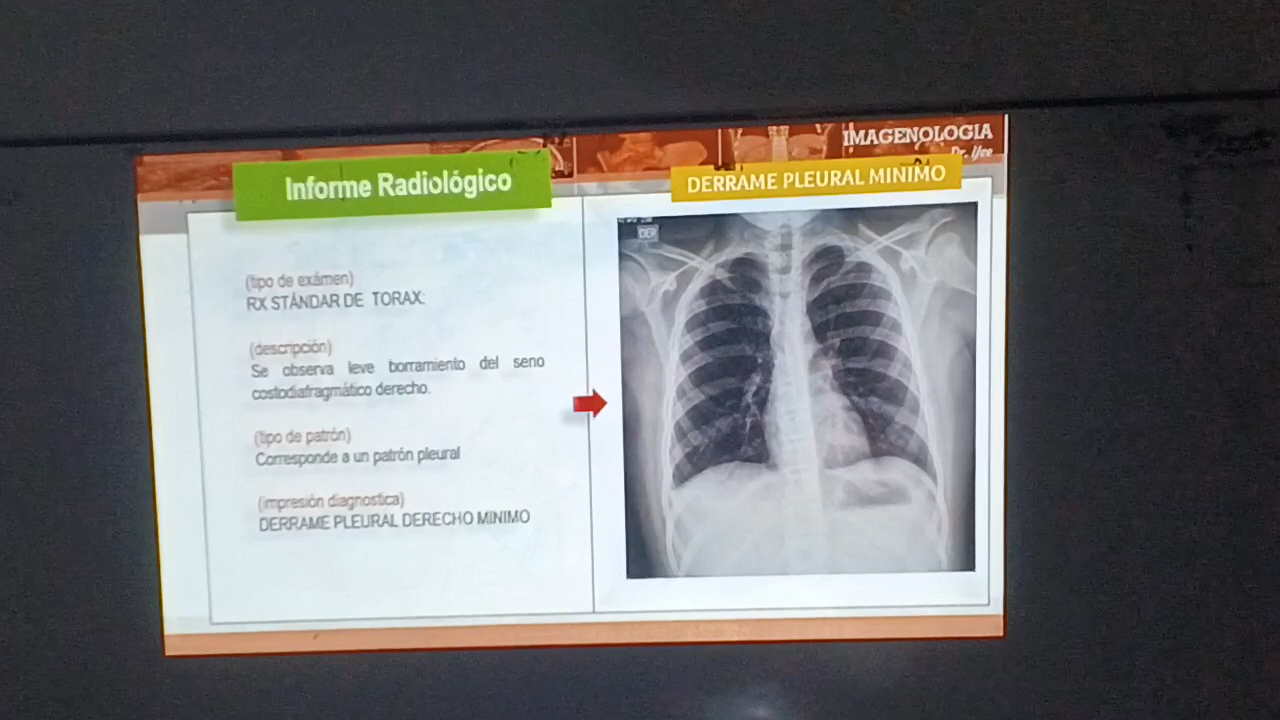 IMAGENOLOGIA
Informe Radiológico
DERRAME PLEURAL MINIMO
(tipo de exámen)
RX STÁNDAR DE TORAX:
(descripción)
Se observa leve borramiento del seno
costodiafragmático derecho.
(tipo de patrón)
Corresponde a un patrón pleural
(impresión diagnostica)
DERRAME PLEURAL DERECHO MINIMO